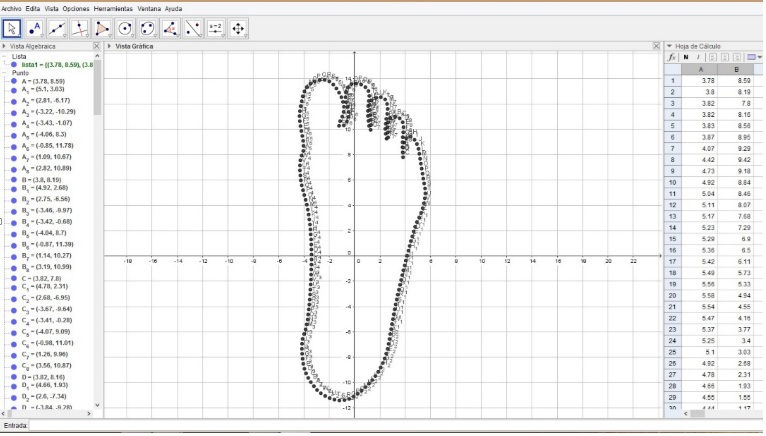 Archivo Edita Vista Opciones Herramientas Ventana Ayuda
a=2
Vista Algebraica
Vista Gráfica
Hoja de Cálculo
Lista
lista1 = {(3.78, 8.59), (3.8
Punto
A = (3.78, 8.59)
A₁ = (5.1, 3.03)
A₂ = (2.81, -6.17)
A₃ = (-3.22, -10.29)
A₄ = (-3.43, -1.07)
A₅ = (-4.06, 8.3)
A₆ = (-0.85, 11.78)
A₇ = (1.09, 10.67)
A₈ = (2.82, 10.89)
B = (3.8, 8.19)
B₁ = (4.92, 2.68)
B₂ = (2.75, -6.56)
B₃ = (-3.46, -9.97)
B₄ = (-3.42, -0.68)
B₅ = (-4.04, 8.7)
B₆ = (-0.87, 11.39)
B₇ = (1.14, 10.27)
B₈ = (3.19, 10.99)
C = (3.82, 7.8)
C₁ = (4.78, 2.31)
C₂ = (2.68, -6.95)
C₃ = (-3.67, -9.64)
C₄ = (-3.41, -0.28)
C₅ = (-4.07, 9.09)
C₆ = (-0.98, 11.01)
C₇ = (1.26, 9.96)
C₈ = (3.56, 10.87)
D = (3.82, 8.16)
D₁ = (4.66, 1.93)
D₂ = (2.6, -7.34)
D₃ = (-3.84, -9.28)
14
10
8
6
4
2
0
-18 -16 -14 -12 -10 -8 -6 -4 -2 0 2 6 8 10 12 14 16 18 20 22
-2
-4
-6
-8
-10
-12
fx N I
A B
1 3.78 8.59
2 3.8 8.19
3 3.82 7.8
4 3.82 8.16
5 3.83 8.56
6 3.87 8.95
7 4.07 9.29
8 4.42 9.42
9 4.73 9.18
10 4.92 8.84
11 5.04 8.46
12 5.11 8.07
13 5.17 7.68
14 5.23 7.29
15 5.29 6.9
16 5.36 6.5
17 5.42 6.11
18 5.49 5.73
19 5.56 5.33
20 5.58 4.94
21 5.54 4.55
22 5.47 4.16
23 5.37 3.77
24 5.25 3.4
25 5.1 3.03
26 4.92 2.68
27 4.78 2.31
28 4.66 1.93
29 4.55 1.55
30 4.44 1.17
Entrada: